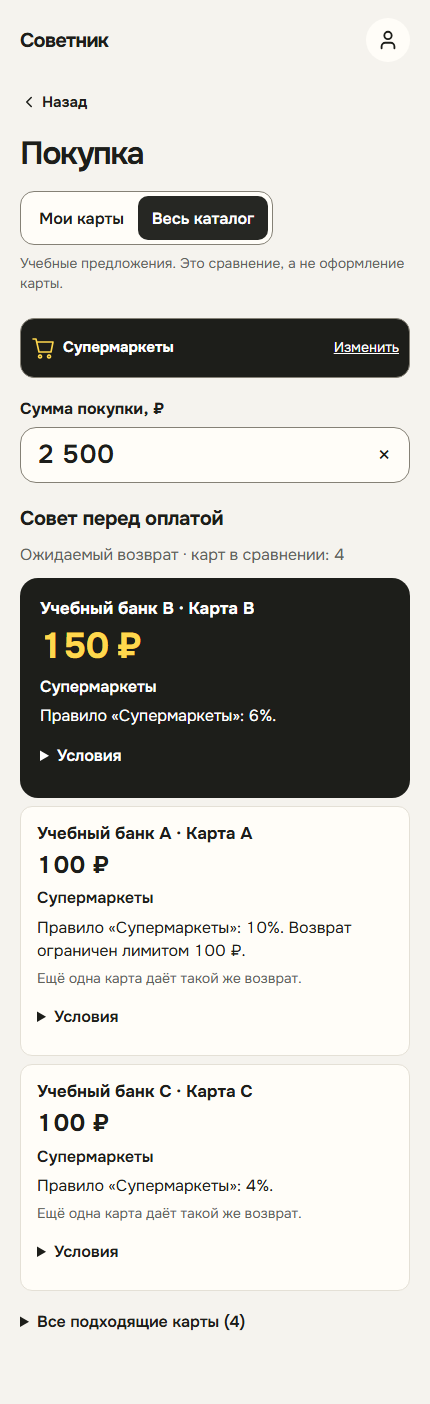 Советник
Назад
Покупка
Мои карты Весь каталог
Учебные предложения. Это сравнение, а не оформление
карты.
Супермаркеты Изменить
Сумма покупки, ₽
2 500 ×
Совет перед оплатой
Ожидаемый возврат · карт в сравнении: 4
Учебный банк B · Карта B
150 ₽
Супермаркеты
Правило «Супермаркеты»: 6%.
Условия
Учебный банк A · Карта A
100 ₽
Супермаркеты
Правило «Супермаркеты»: 10%. Возврат
ограничен лимитом 100 ₽.
Ещё одна карта даёт такой же возврат.
Условия
Учебный банк C · Карта C
100 ₽
Супермаркеты
Правило «Супермаркеты»: 4%.
Ещё одна карта даёт такой же возврат.
Условия
Все подходящие карты (4)